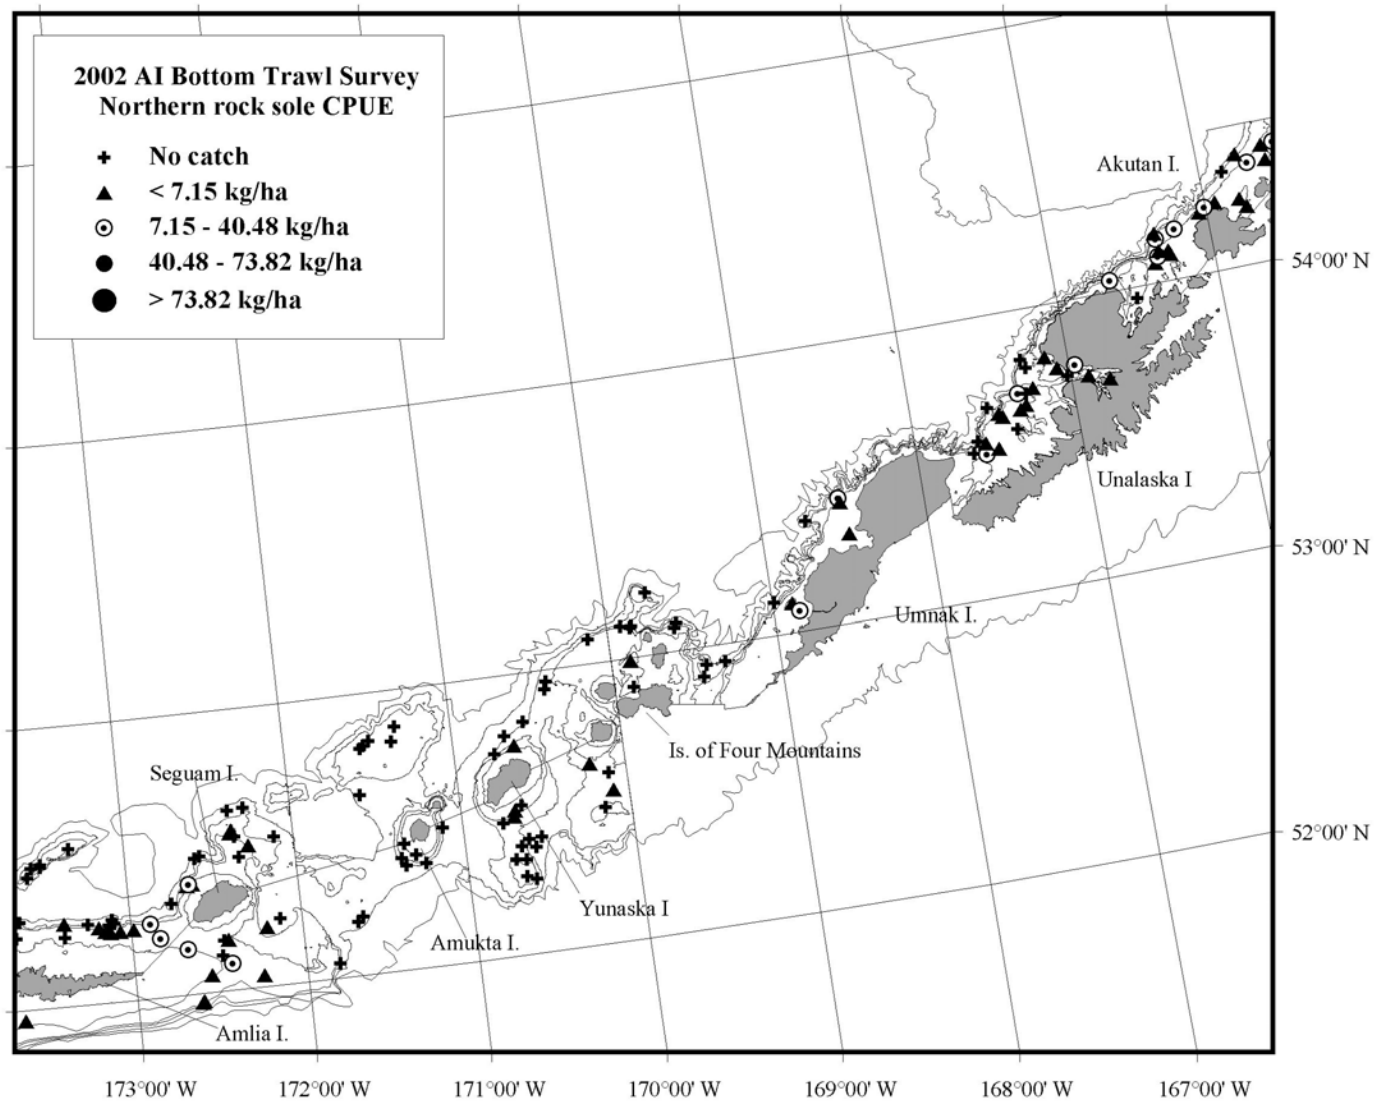 2002 AI Bottom Trawl Survey
Northern rock sole CPUE
No catch
< 7.15 kg/ha
7.15 - 40.48 kg/ha
40.48 - 73.82 kg/ha
> 73.82 kg/ha
Akutan I.
54°00' N
Unalaska I
53°00' N
Umnak I.
Is. of Four Mountains
Seguam I.
52°00' N
Yunaska I
Amukta I.
Amlia I.
173°00' W
172°00' W
171°00' W
170°00' W
169°00' W
168°00' W
167°00' W